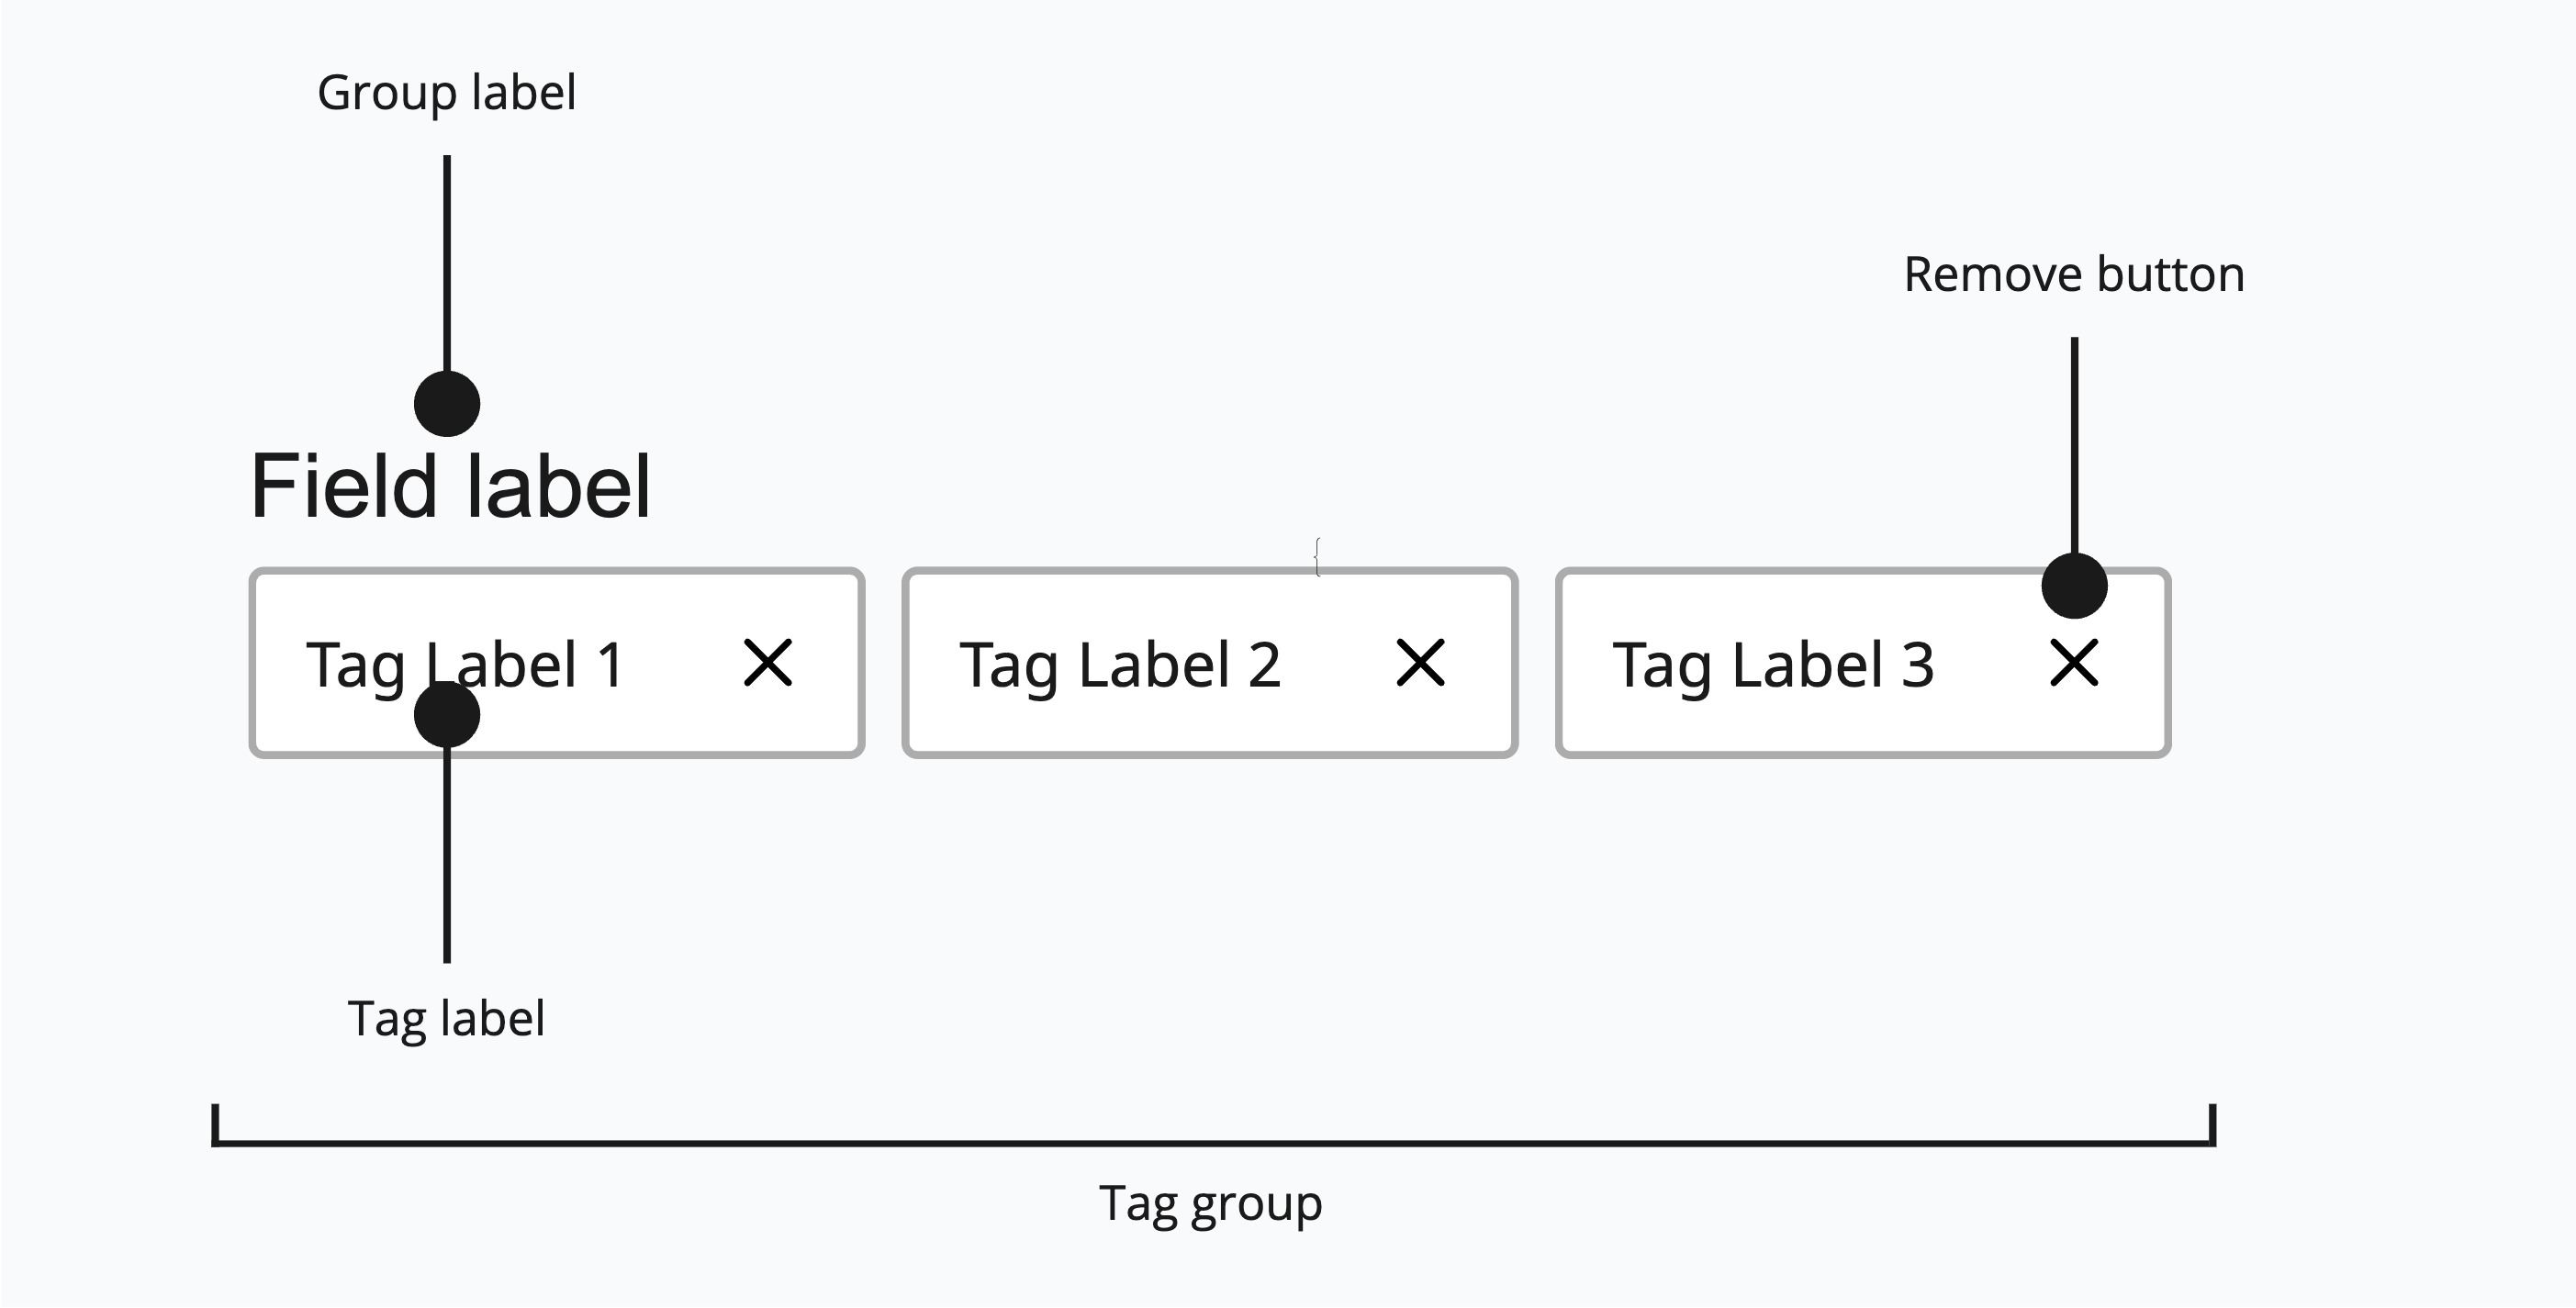 Group label
Remove button
Field label
{
Tag Label 1
Tag Label 2
Tag Label 3
Tag label
Tag group